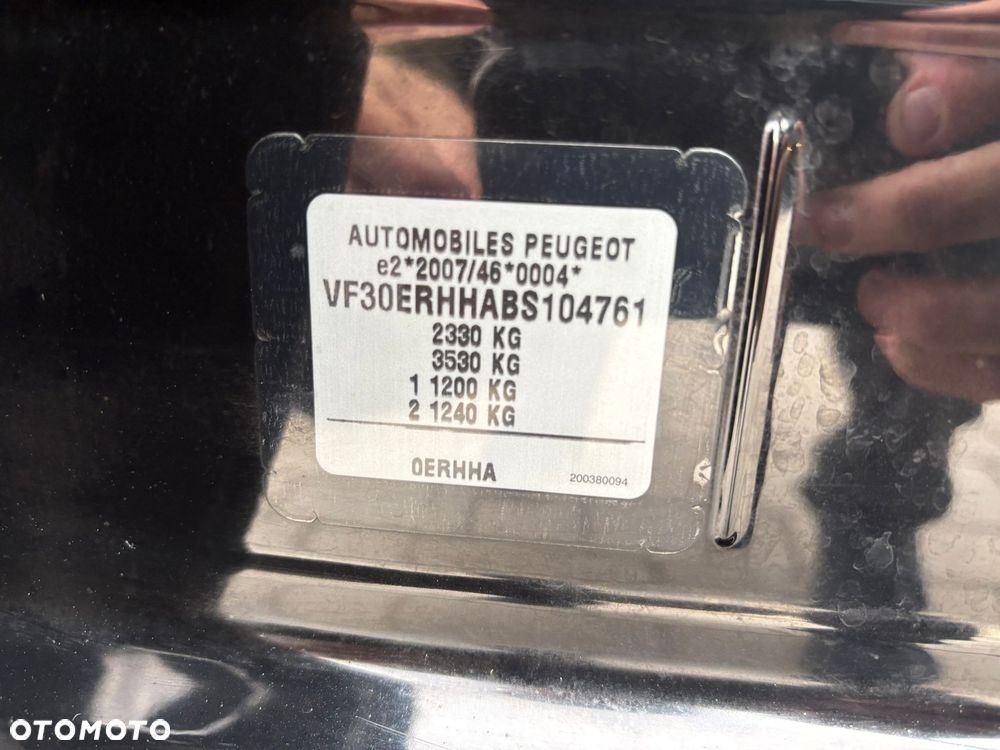 AUTOMOBILES PEUGEOT
e2*2007/46*0004*
VF30ERHHABS104761
2330 KG
3530 KG
1 1200 KG
2 1240 KG
0ERHHA
200380094
OTOMOTO